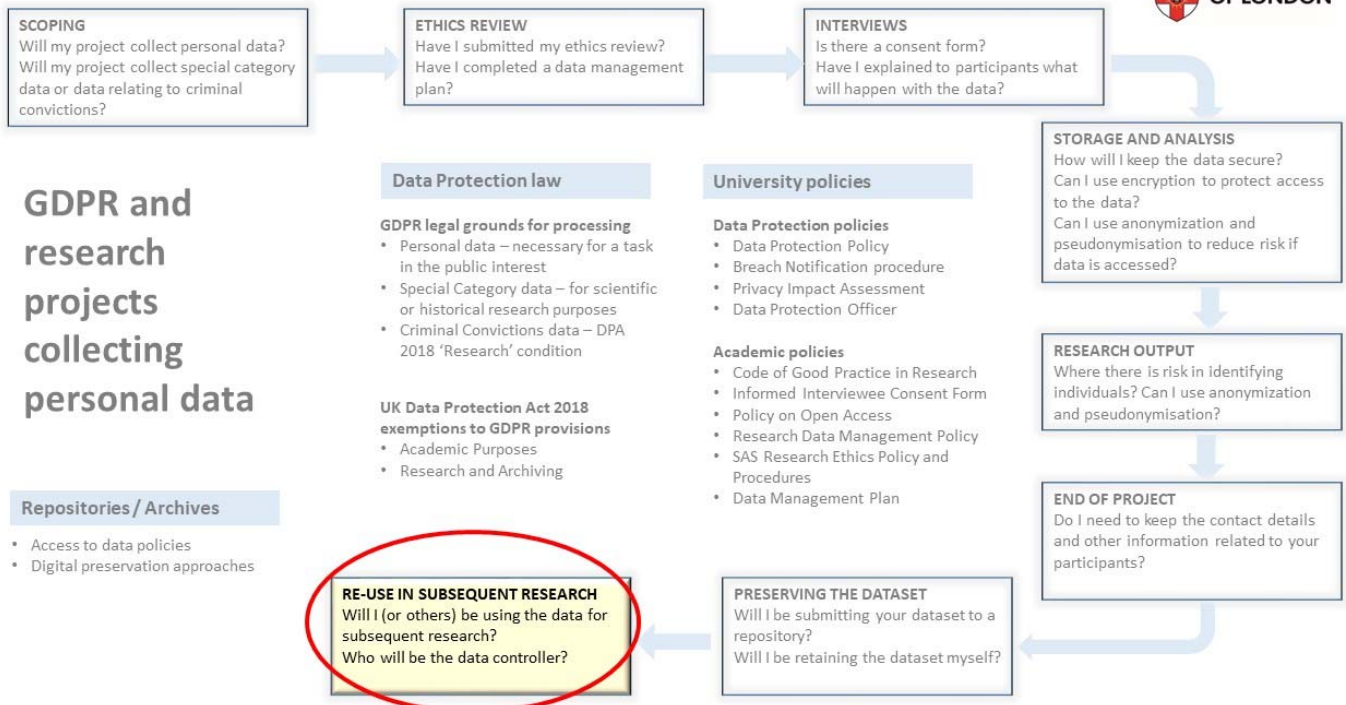 OF LONDON
SCOPING
Will my project collect personal data?
Will my project collect special category
data or data relating to criminal
convictions?
ETHICS REVIEW
Have I submitted my ethics review?
Have I completed a data management
plan?
INTERVIEWS
Is there a consent form?
Have I explained to participants what
will happen with the data?
STORAGE AND ANALYSIS
How will I keep the data secure?
Can I use encryption to protect access
to the data?
Can I use anonymization and
pseudonymisation to reduce risk if
data is accessed?
GDPR and
research
projects
collecting
personal data
Data Protection law
GDPR legal grounds for processing
• Personal data – necessary for a task
in the public interest
• Special Category data – for scientific
or historical research purposes
• Criminal Convictions data – DPA
2018 ‘Research’ condition
UK Data Protection Act 2018
exemptions to GDPR provisions
• Academic Purposes
• Research and Archiving
University policies
Data Protection policies
• Data Protection Policy
• Breach Notification procedure
• Privacy Impact Assessment
• Data Protection Officer
Academic policies
• Code of Good Practice in Research
• Informed Interviewee Consent Form
• Policy on Open Access
• Research Data Management Policy
• SAS Research Ethics Policy and
Procedures
• Data Management Plan
RESEARCH OUTPUT
Where there is risk in identifying
individuals? Can I use anonymization
and pseudonymisation?
END OF PROJECT
Do I need to keep the contact details
and other information related to your
participants?
Repositories / Archives
• Access to data policies
• Digital preservation approaches
RE-USE IN SUBSEQUENT RESEARCH
Will I (or others) be using the data for
subsequent research?
Who will be the data controller?
PRESERVING THE DATASET
Will I be submitting your dataset to a
repository?
Will I be retaining the dataset myself?